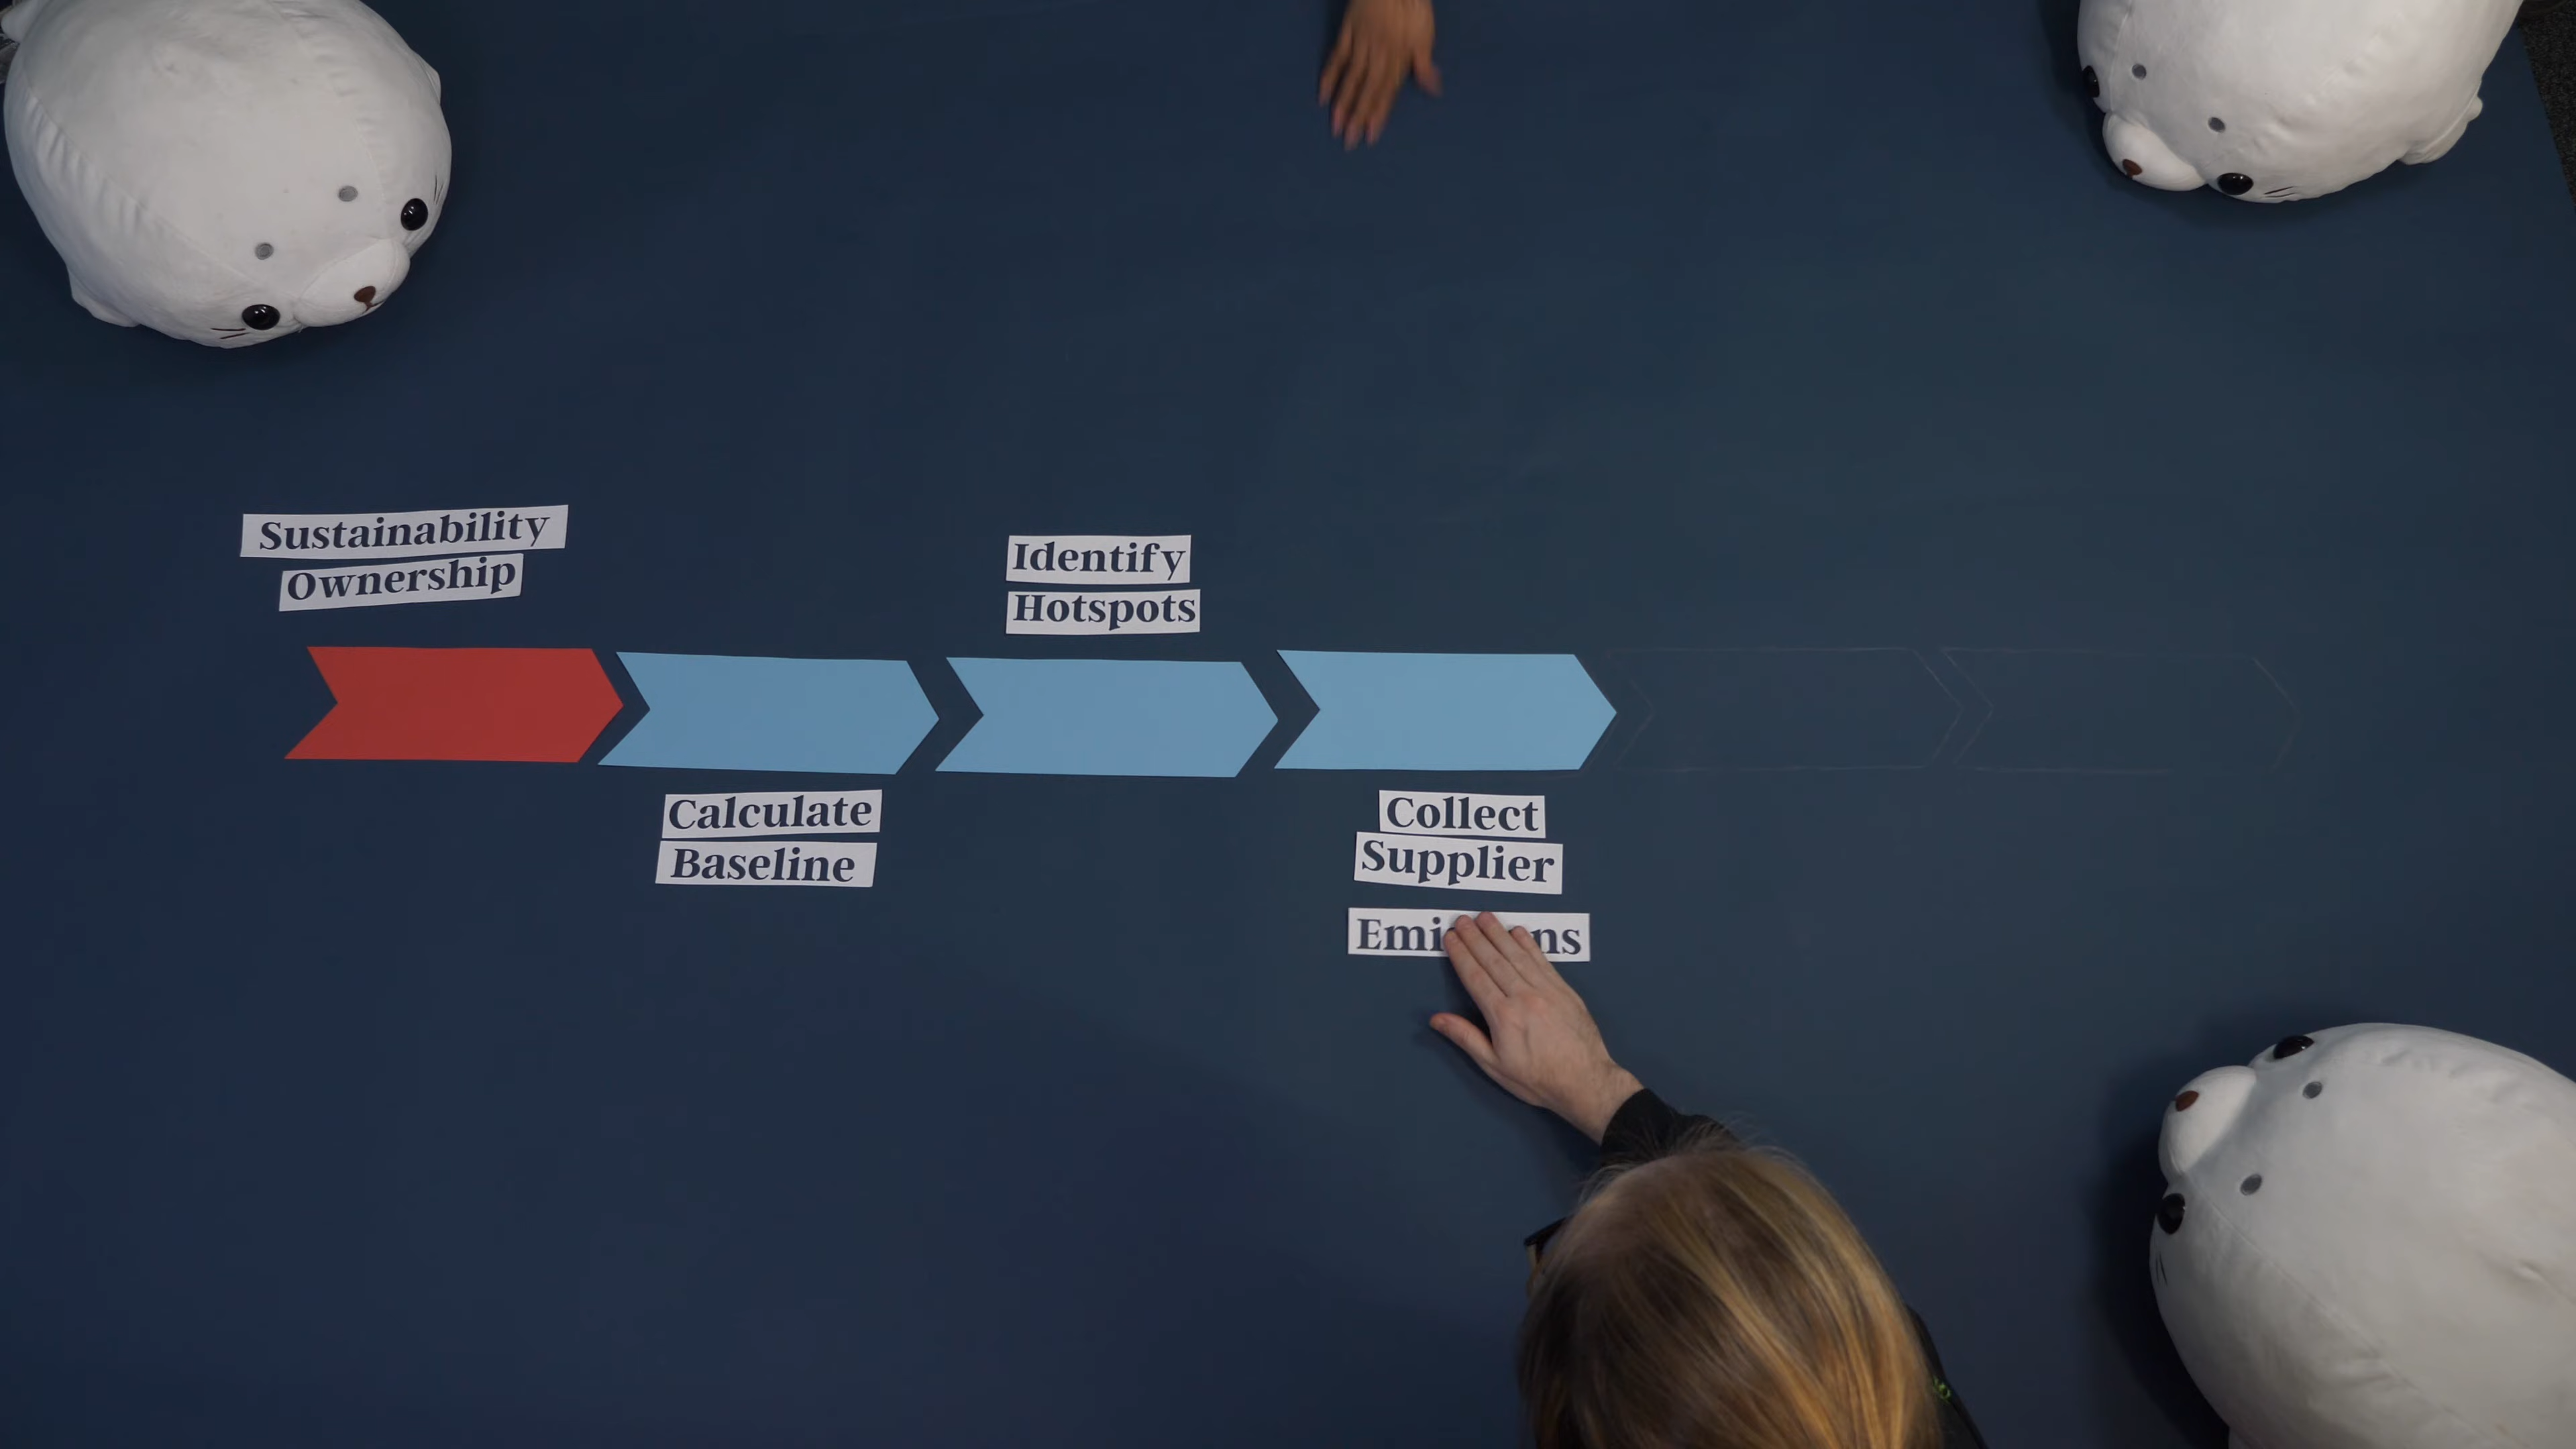 Sustainability
Ownership
Calculate
Baseline
Identify
Hotspots
Collect
Supplier